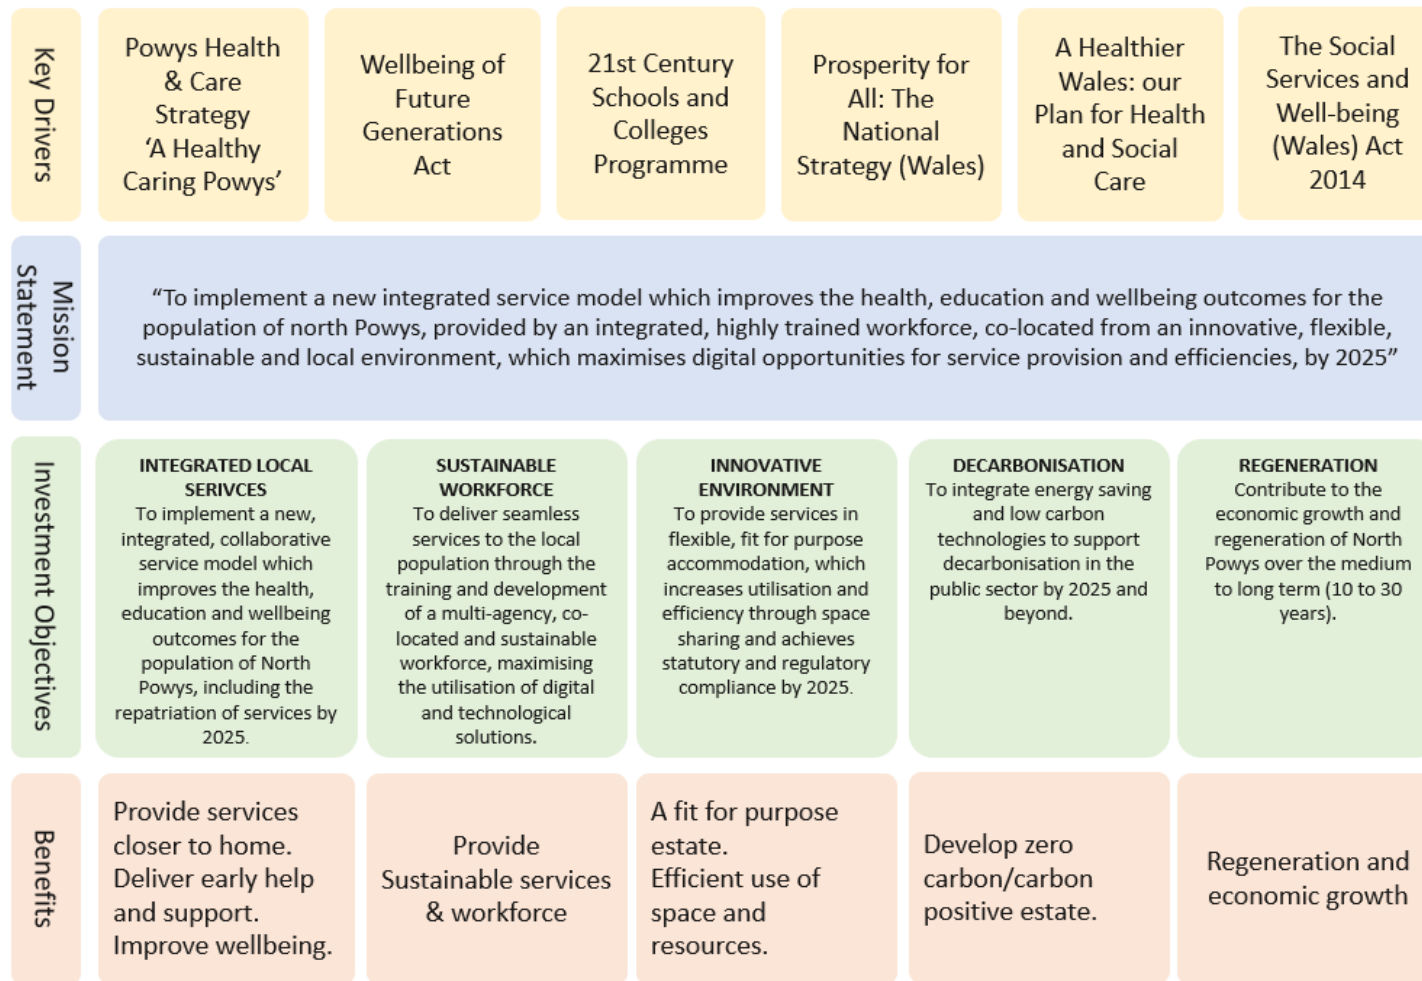 Key Drivers
Powys Health
& Care
Strategy
‘A Healthy
Caring Powys’
Wellbeing of
Future
Generations
Act
21st Century
Schools and
Colleges
Programme
Prosperity for
All: The
National
Strategy (Wales)
A Healthier
Wales: our
Plan for Health
and Social
Care
The Social
Services and
Well-being
(Wales) Act
2014
Mission
Statement
“To implement a new integrated service model which improves the health, education and wellbeing outcomes for the
population of north Powys, provided by an integrated, highly trained workforce, co-located from an innovative, flexible,
sustainable and local environment, which maximises digital opportunities for service provision and efficiencies, by 2025”
Investment Objectives
INTEGRATED LOCAL
SERIVCES
To implement a new,
integrated, collaborative
service model which
improves the health,
education and wellbeing
outcomes for the
population of North
Powys, including the
repatriation of services by
2025.
SUSTAINABLE
WORKFORCE
To deliver seamless
services to the local
population through the
training and development
of a multi-agency, co-
located and sustainable
workforce, maximising
the utilisation of digital
and technological
solutions.
INNOVATIVE
ENVIRONMENT
To provide services in
flexible, fit for purpose
accommodation, which
increases utilisation and
efficiency through space
sharing and achieves
statutory and regulatory
compliance by 2025.
DECARBONISATION
To integrate energy saving
and low carbon
technologies to support
decarbonisation in the
public sector by 2025 and
beyond.
REGENERATION
Contribute to the
economic growth and
regeneration of North
Powys over the medium
to long term (10 to 30
years).
Benefits
Provide services
closer to home.
Deliver early help
and support.
Improve wellbeing.
Provide
Sustainable services
& workforce
A fit for purpose
estate.
Efficient use of
space and
resources.
Develop zero
carbon/carbon
positive estate.
Regeneration and
economic growth